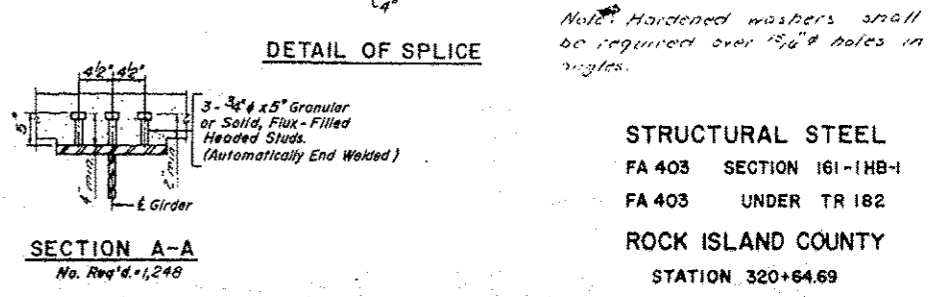 4"
DETAIL OF SPLICE
Note: Hardened washers shall
be required over 15/16"φ holes in
angles.
4½" 4½"
5"
3 - ¾"φ x 5" Granular
or Solid, Flux-Filled
Headed Studs.
(Automatically End Welded)
℄ Girder
SECTION A-A
No. Req'd. = 1,248
STRUCTURAL STEEL
FA 403 SECTION 161-1HB-1
FA 403 UNDER TR 182
ROCK ISLAND COUNTY
STATION 320+64.69